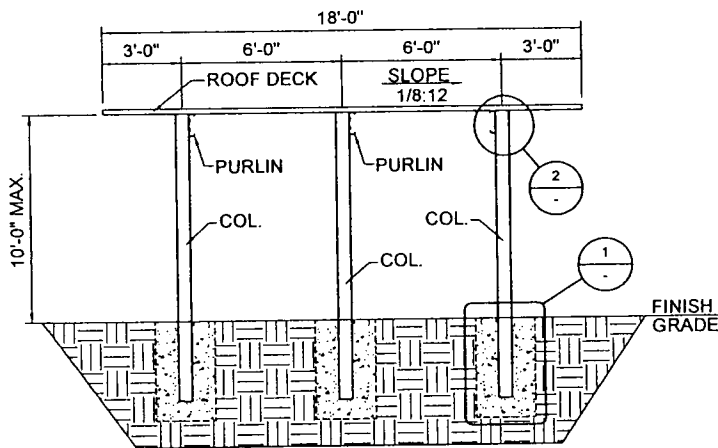 18'-0"
3'-0"
6'-0"
6'-0"
3'-0"
ROOF DECK
SLOPE
1/8:12
PURLIN
PURLIN
2
-
10'-0" MAX.
COL.
COL.
COL.
1
-
FINISH
GRADE